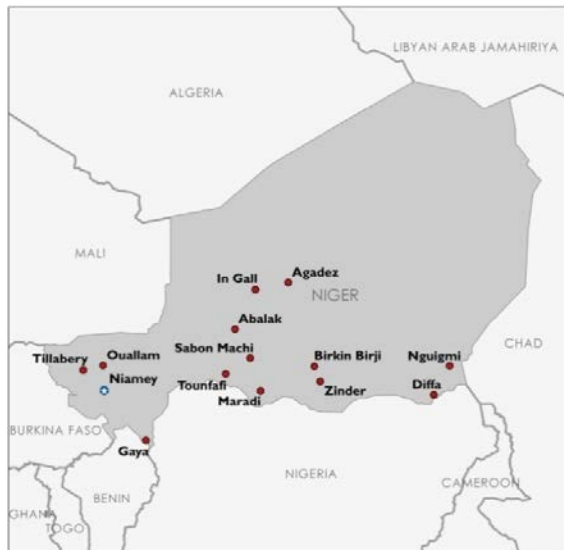 LIBYAN ARAB JAMAHIRIYA
ALGERIA
MALI
In Gall
Agadez
NIGER
Abalak
CHAD
Sabon Machi
Birkin Birji
Nguigmi
Tillabery
Ouallam
Niamey
Tounfafi
Maradi
Zinder
Diffa
BURKINA FASO
Gaya
NIGERIA
CAMEROON
BENIN
GHANA
TOGO